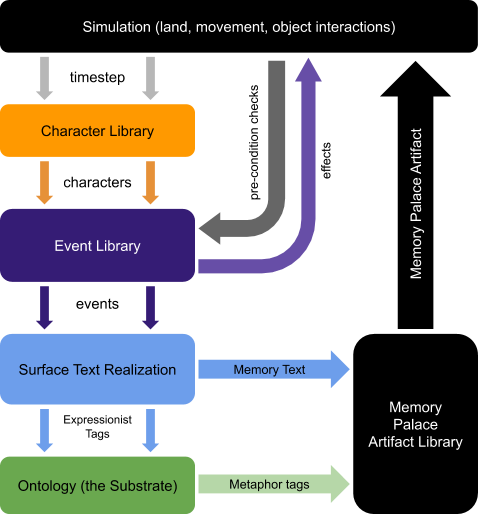 Simulation (land, movement, object interactions)
timestep
pre-condition checks
effects
Memory Palace Artifact
Character Library
characters
Event Library
events
Surface Text Realization
Memory Text
Memory
Palace
Artifact Library
Expressionist
Tags
Ontology (the Substrate)
Metaphor tags